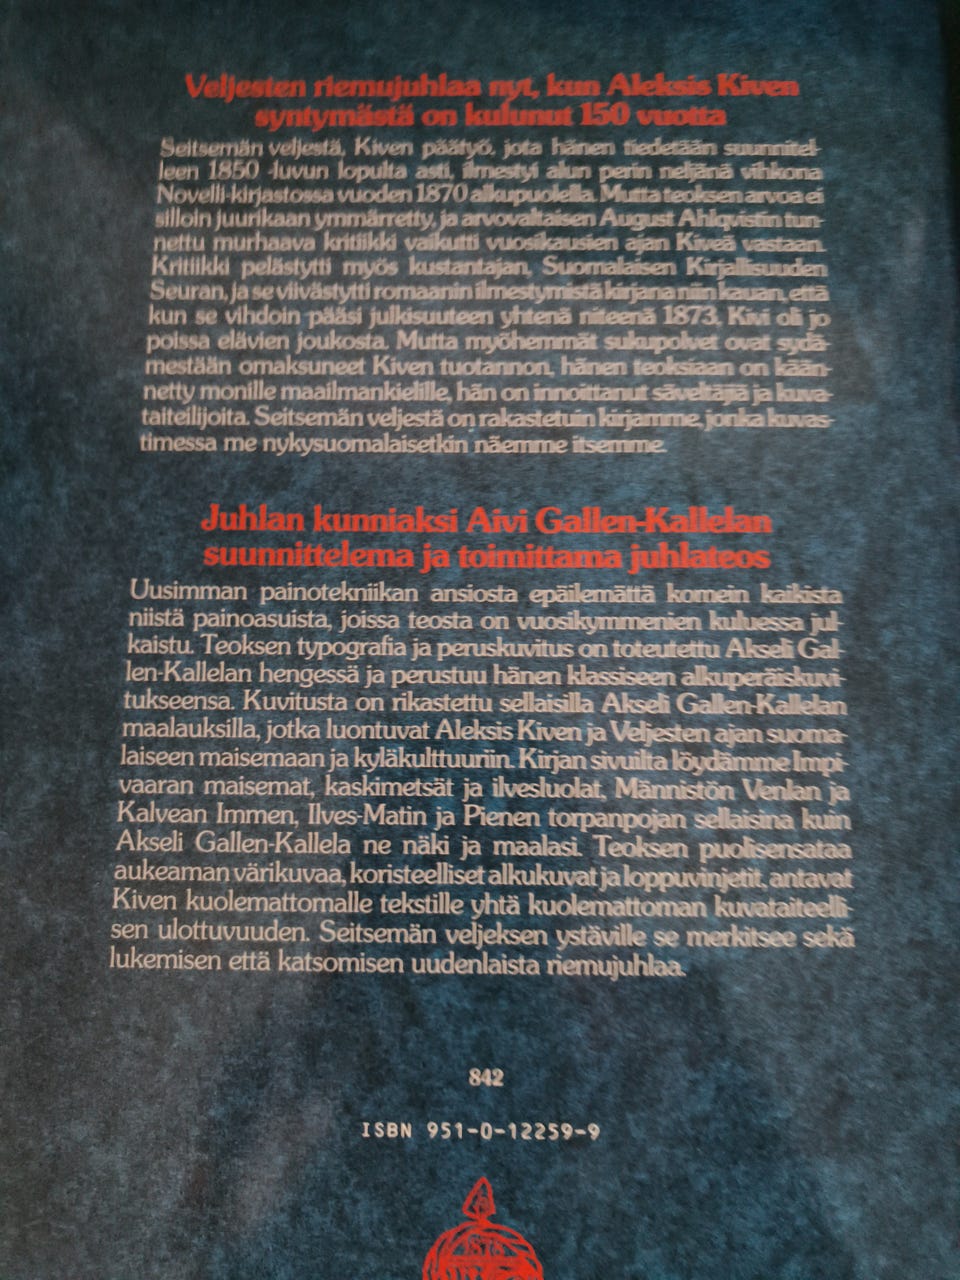 Veljesten riemujuhlaa nyt, kun Aleksis Kiven
syntymästä on kulunut 150 vuotta
Seitsemän veljestä, Kiven päätyö, jota hänen tiedetään suunnitel-
leen 1850 -luvun lopulta asti, ilmestyi alun perin neljänä vihkona
Novelli-kirjastossa vuoden 1870 alkupuolella. Mutta teoksen arvoa ei
silloin juurikaan ymmärretty, ja arvovaltaisen August Ahlqvistin tun-
nettu murhaava kritiikki vaikutti vuosikausien ajan Kiveä vastaan.
Kritiikki pelästytti myös kustantajan, Suomalaisen Kirjallisuuden
Seuran, ja se viivästytti romaanin ilmestymistä kirjana niin kauan, että
kun se vihdoin pääsi julkisuuteen yhtenä niteenä 1873, Kivi oli jo
poissa elävien joukosta. Mutta myöhemmät sukupolvet ovat sydä-
mestään omaksuneet Kiven tuotannon, hänen teoksiaan on kään-
netty monille maailmankielille, hän on innoittanut säveltäjiä ja kuva-
taiteilijoita. Seitsemän veljestä on rakastetuin kirjamme, jonka kuvas-
timessa me nykysuomalaisetkin näemme itsemme.
Juhlan kunniaksi Aivi Gallen-Kallelan
suunnittelema ja toimittama juhlateos
Uusimman painotekniikan ansiosta epäilemättä komein kaikista
niistä painoasuista, joissa teosta on vuosikymmenien kuluessa jul-
kaistu. Teoksen typografia ja peruskuvitus on toteutettu Akseli Gal-
len-Kallelan hengessä ja perustuu hänen klassiseen alkuperäiskuvi-
tukseensa. Kuvitusta on rikastettu sellaisilla Akseli Gallen-Kallelan
maalauksilla, jotka luontuvat Aleksis Kiven ja Veljesten ajan suoma-
laiseen maisemaan ja kyläkulttuuriin. Kirjan sivuilta löydämme Impi-
vaaran maisemat, kaskimetsät ja ilvesluolat, Männistön Venlan ja
Kalvean Immen, Ilves-Matin ja Pienen torpanpojan sellaisina kuin
Akseli Gallen-Kallela ne näki ja maalasi. Teoksen puolisensataa
aukeaman värikuvaa, koristeelliset alkukuvat ja loppuvinjetit, antavat
Kiven kuolemattomalle tekstille yhtä kuolemattoman kuvataiteelli-
sen ulottuvuuden. Seitsemän veljeksen ystäville se merkitsee sekä
lukemisen että katsomisen uudenlaista riemujuhlaa.
842
ISBN 951-0-12259-9
1878